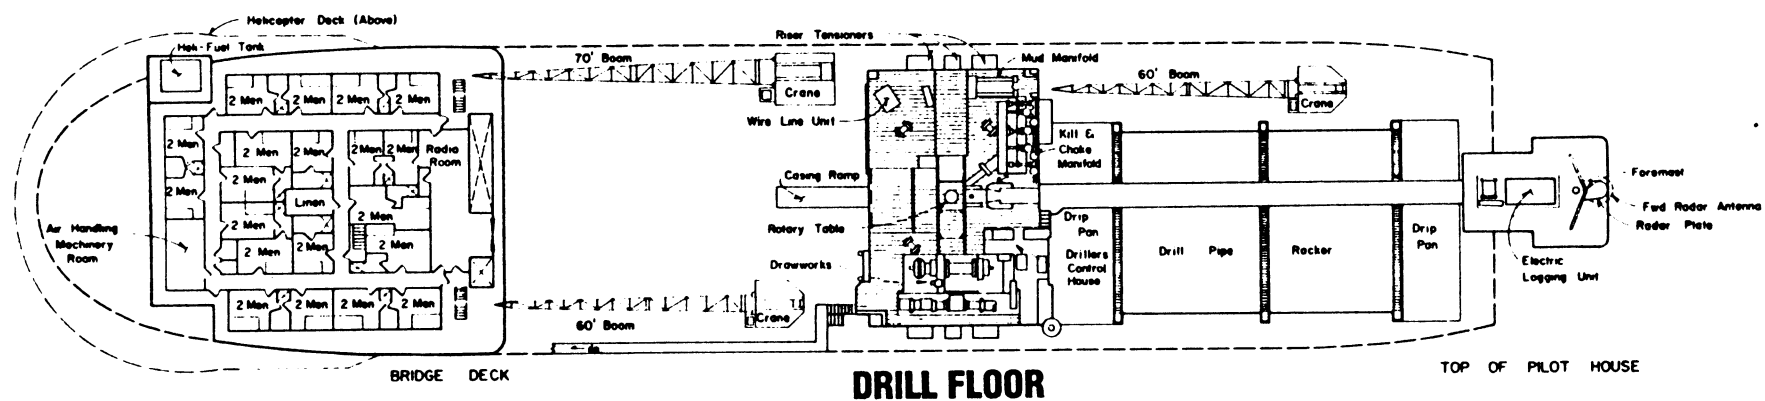 Helicopter Deck (Above)
Heli-Fuel Tank
2 Men
2 Men
2 Men
2 Men
2 Men
2 Men
2 Men
2 Men
2 Men
2 Men
2 Men
2 Men
Linen
2 Men
2 Men
2 Men
2 Men
2 Men
2 Men
2 Men
2 Men
2 Men
Radio
Room
Air Handling
Mechinery
Room
BRIDGE DECK
70' Boom
Crane
60' Boom
Crane
Riser Tensioners
Mud Manifold
Wire Line Unit
Casing Ramp
Rotary Table
Drawworks
Kill &
Choke
Manifold
60' Boom
Crane
Drip
Pan
Drillers
Control
House
Drill Pipe Racker
Drip
Pan
DRILL FLOOR
Foremast
Fwd Radar Antenna
Radar Plate
Electric
Logging Unit
TOP OF PILOT HOUSE